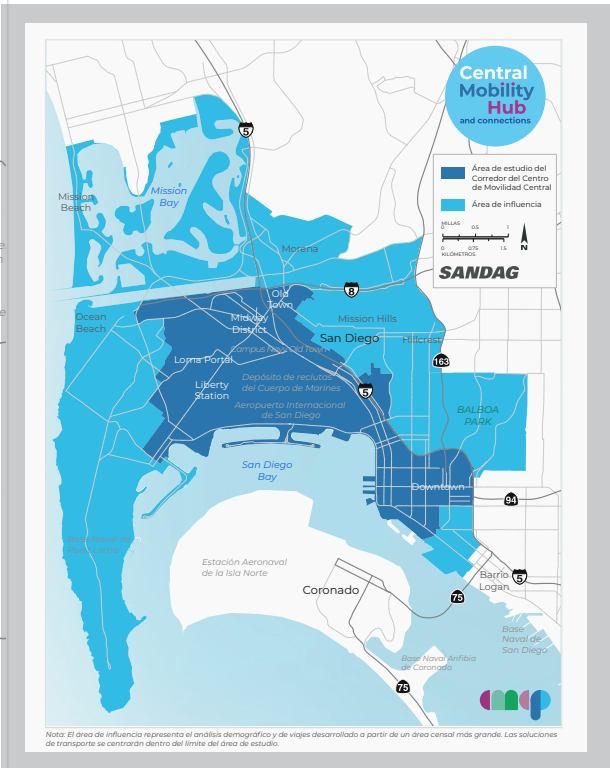 Central
Mobility
Hub
and connections
Área de estudio del
Corredor del Centro
de Movilidad Central
Área de influencia
MILLAS
0 0.5 1
0 0.75 1.5
KILÓMETROS
N
SANDAG
5
Mission
Beach
Mission
Bay
Morena
8
Old
Town
Ocean
Beach
Midway
District
Mission Hills
San Diego
Hillcrest
163
Campus Navy Old Town
Loma Portal
Liberty
Station
Depósito de reclutas
del Cuerpo de Marines
5
Aeropuerto Internacional
de San Diego
BALBOA
PARK
San Diego
Bay
Downtown
94
Base Naval de
Point Loma
Estación Aeronaval
de la Isla Norte
Coronado
Barrio
Logan
5
75
Base
Naval de
San Diego
Base Naval Anfibia
de Coronado
75
cmcp
Nota: El área de influencia representa el análisis demográfico y de viajes desarrollado a partir de un área censal más grande. Las soluciones
de transporte se centrarán dentro del límite del área de estudio.